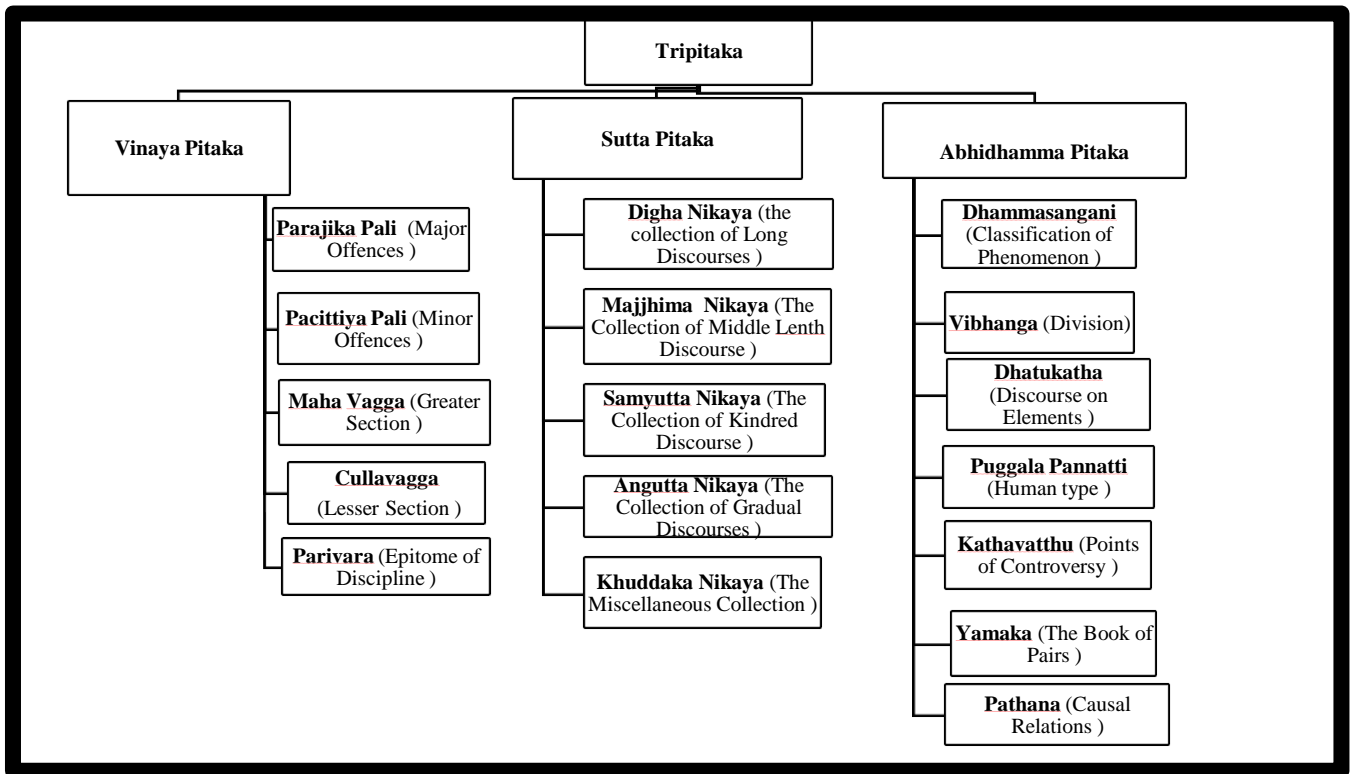 Tripitaka
Vinaya Pitaka
Parajika Pali (Major
Offences )
Pacittiya Pali (Minor
Offences )
Maha Vagga (Greater
Section )
Cullavagga
(Lesser Section )
Parivara (Epitome of
Discipline )
Sutta Pitaka
Digha Nikaya (the
collection of Long
Discourses )
Majjhima Nikaya (The
Collection of Middle Lenth
Discourse )
Samyutta Nikaya (The
Collection of Kindred
Discourse )
Angutta Nikaya (The
Collection of Gradual
Discourses )
Khuddaka Nikaya (The
Miscellaneous Collection )
Abhidhamma Pitaka
Dhammasangani
(Classification of
Phenomenon )
Vibhanga (Division)
Dhatukatha
(Discourse on
Elements )
Puggala Pannatti
(Human type )
Kathavatthu (Points
of Controversy )
Yamaka (The Book of
Pairs )
Pathana (Causal
Relations )